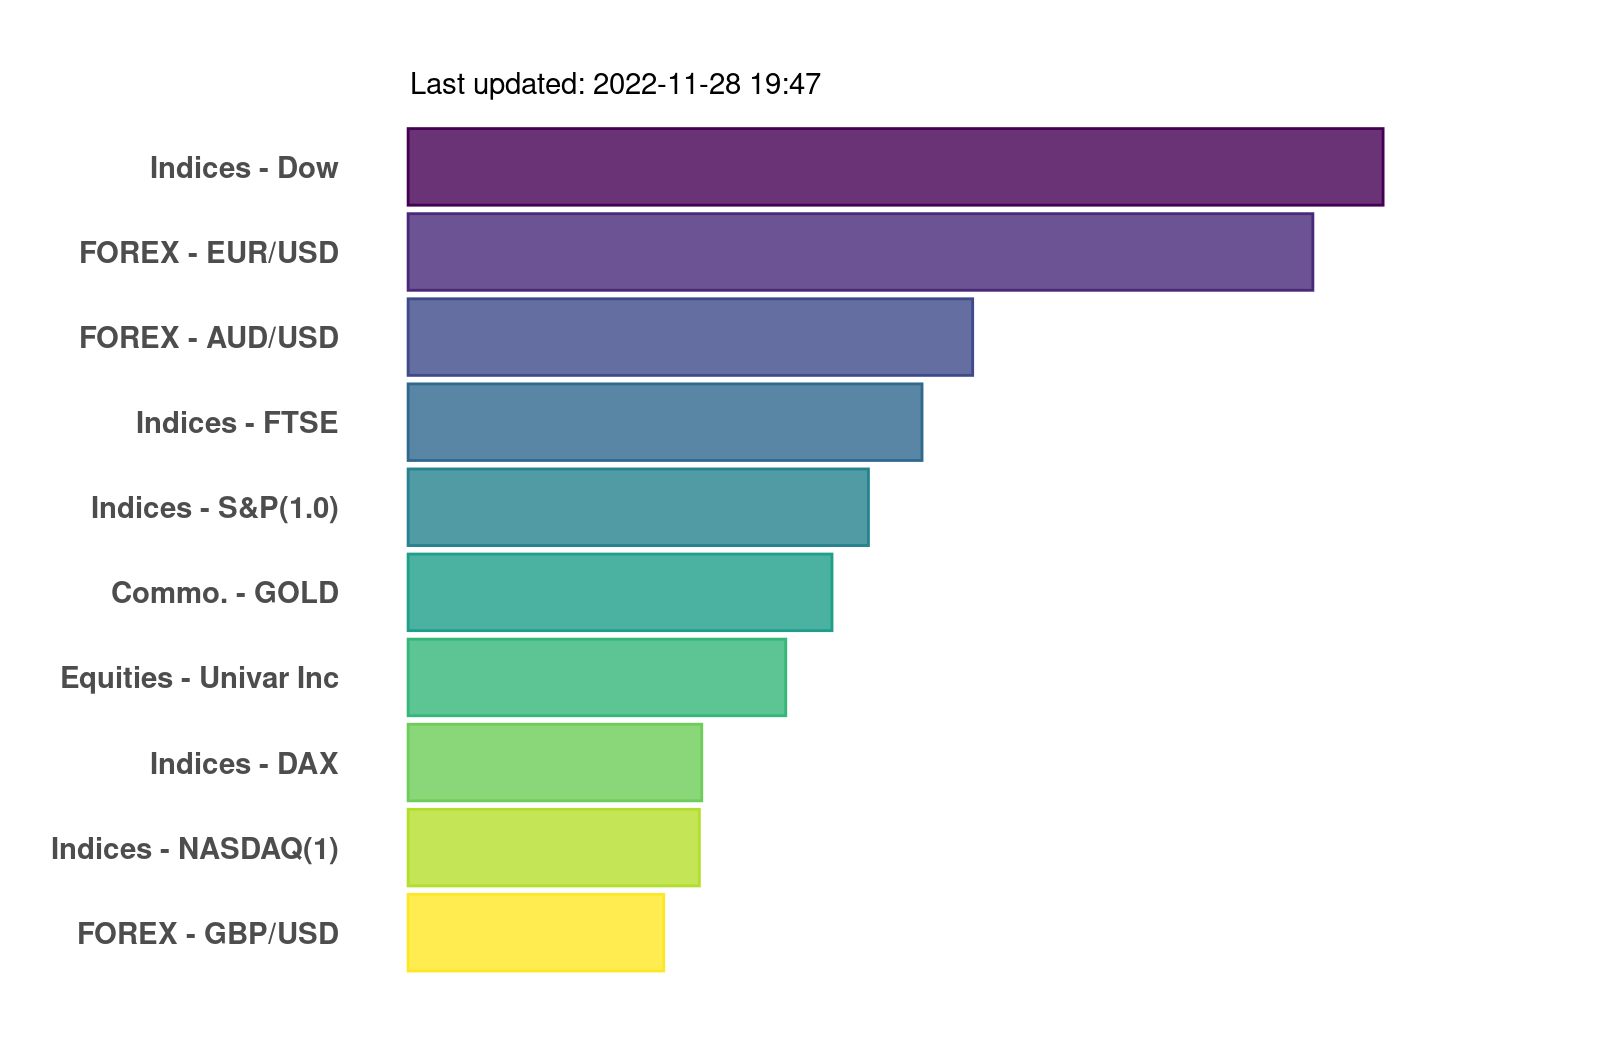 Last updated: 2022-11-28 19:47
Indices - Dow
FOREX - EUR/USD
FOREX - AUD/USD
Indices - FTSE
Indices - S&P(1.0)
Commo. - GOLD
Equities - Univar Inc
Indices - DAX
Indices - NASDAQ(1)
FOREX - GBP/USD